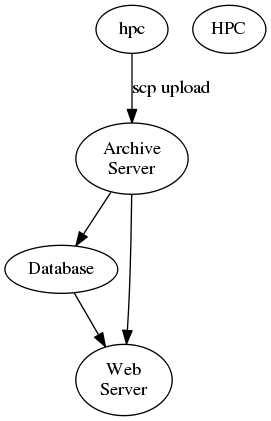 hpc
HPC
scp upload
Archive
Server
Database
Web
Server